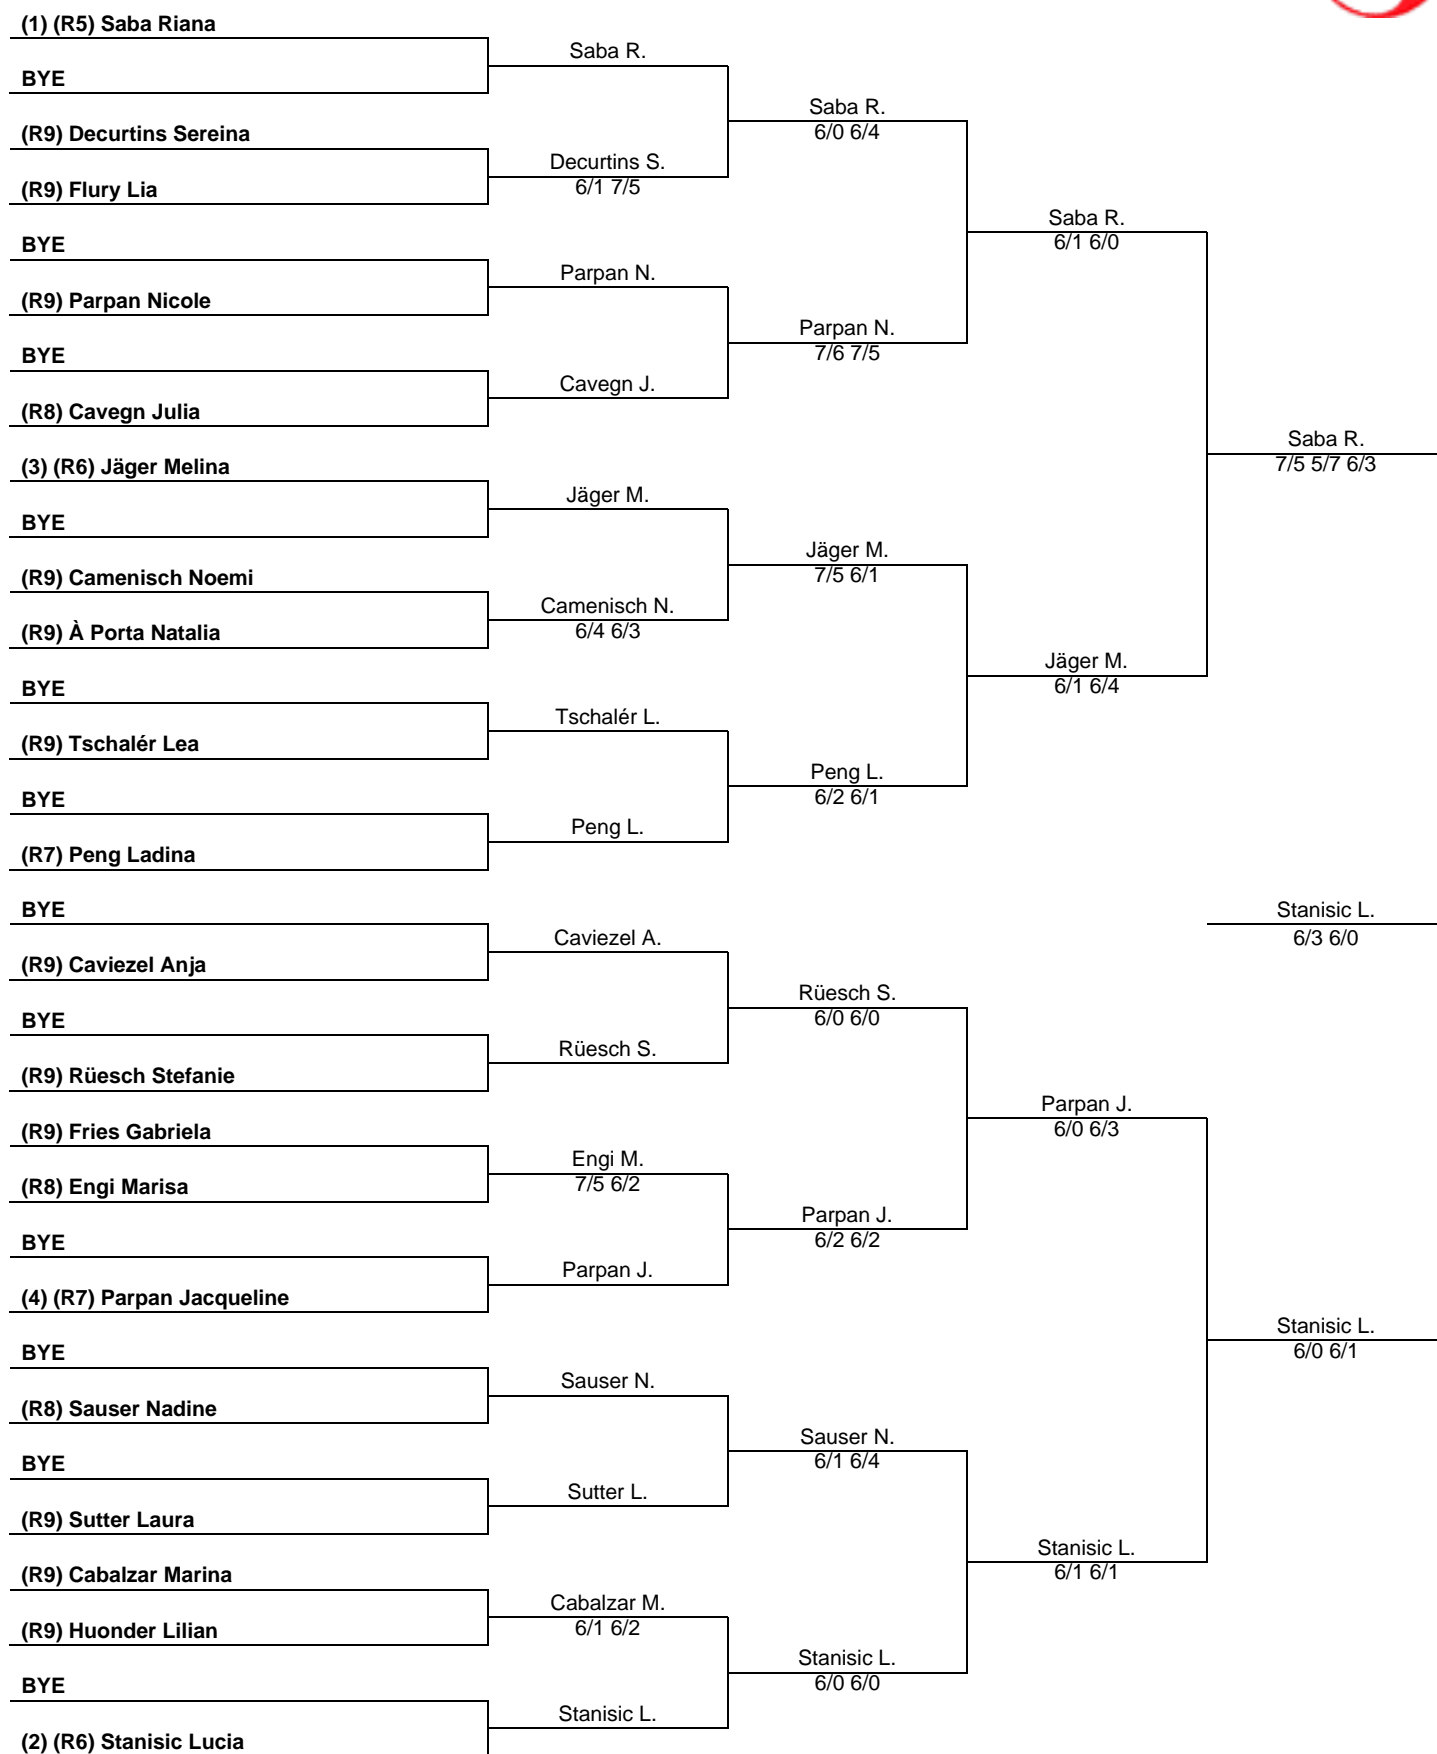 (1) (R5) Saba Riana
BYE
(R9) Decurtins Sereina
(R9) Flury Lia
BYE
(R9) Parpan Nicole
BYE
(R8) Cavegn Julia
(3) (R6) Jäger Melina
BYE
(R9) Camenisch Noemi
(R9) À Porta Natalia
BYE
(R9) Tschalér Lea
BYE
(R7) Peng Ladina
BYE
(R9) Caviezel Anja
BYE
(R9) Rüesch Stefanie
(R9) Fries Gabriela
(R8) Engi Marisa
BYE
(4) (R7) Parpan Jacqueline
BYE
(R8) Sauser Nadine
BYE
(R9) Sutter Laura
(R9) Cabalzar Marina
(R9) Huonder Lilian
BYE
(2) (R6) Stanisic Lucia
Saba R.
Decurtins S.
6/1 7/5
Parpan N.
Cavegn J.
Jäger M.
Camenisch N.
6/4 6/3
Tschalér L.
Peng L.
Caviezel A.
Rüesch S.
Engi M.
7/5 6/2
Parpan J.
Sauser N.
Sutter L.
Cabalzar M.
6/1 6/2
Stanisic L.
Saba R.
6/0 6/4
Parpan N.
7/6 7/5
Jäger M.
7/5 6/1
Peng L.
6/2 6/1
Rüesch S.
6/0 6/0
Parpan J.
6/2 6/2
Sauser N.
6/1 6/4
Stanisic L.
6/0 6/0
Saba R.
6/1 6/0
Jäger M.
6/1 6/4
Parpan J.
6/0 6/3
Stanisic L.
6/1 6/1
Saba R.
7/5 5/7 6/3
Stanisic L.
6/3 6/0
Stanisic L.
6/0 6/1